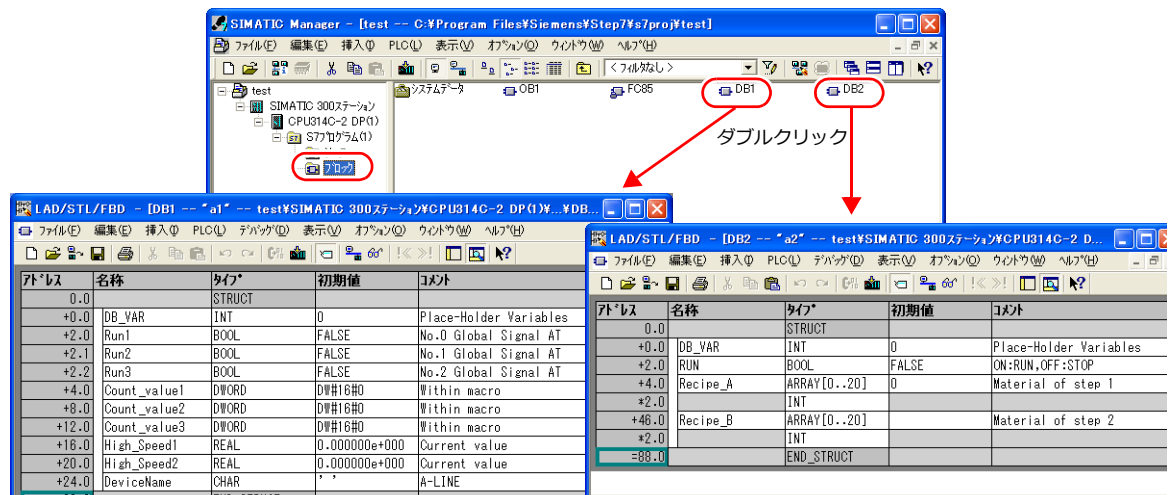 SIMATIC Manager - [test -- C:¥Program Files¥Siemens¥Step7¥s7proj¥test]
ファイル(F) 編集(E) 挿入(I) PLC(L) 表示(V) オプション(O) ウィンドウ(W) ヘルプ(H)
<フィルタなし>
test
SIMATIC 300ステーション
CPU314C-2 DP(1)
S7プログラム(1)
ブロック
システムデータ OB1 FC85 DB1 DB2
ダブルクリック
LAD/STL/FBD - [DB1 -- "a1" -- test¥SIMATIC 300ステーション¥CPU314C-2 DP(1)¥...¥DB...
ファイル(F) 編集(E) 挿入(I) PLC(L) デバッグ(D) 表示(V) オプション(O) ウィンドウ(W) ヘルプ(H)
アドレス 名称 タイプ 初期値 コメント
0.0 STRUCT
+0.0 DB_VAR INT 0 Place-Holder Variables
+2.0 Run1 BOOL FALSE No.0 Global Signal AT
+2.1 Run2 BOOL FALSE No.1 Global Signal AT
+2.2 Run3 BOOL FALSE No.2 Global Signal AT
+4.0 Count_value1 DWORD DW#16#0 Within macro
+8.0 Count_value2 DWORD DW#16#0 Within macro
+12.0 Count_value3 DWORD DW#16#0 Within macro
+16.0 High_Speed1 REAL 0.000000e+000 Current value
+20.0 High_Speed2 REAL 0.000000e+000 Current value
+24.0 DeviceName CHAR ' ' A-LINE
LAD/STL/FBD - [DB2 -- "a2" -- test¥SIMATIC 300ステーション¥CPU314C-2 D...
ファイル(F) 編集(E) 挿入(I) PLC(L) デバッグ(D) 表示(V) オプション(O) ウィンドウ(W) ヘルプ(H)
アドレス 名称 タイプ 初期値 コメント
0.0 STRUCT
+0.0 DB_VAR INT 0 Place-Holder Variables
+2.0 RUN BOOL FALSE ON:RUN,OFF:STOP
+4.0 Recipe_A ARRAY[0..20] 0 Material of step 1
*2.0 INT
+46.0 Recipe_B ARRAY[0..20] Material of step 2
*2.0 INT
=88.0 END_STRUCT